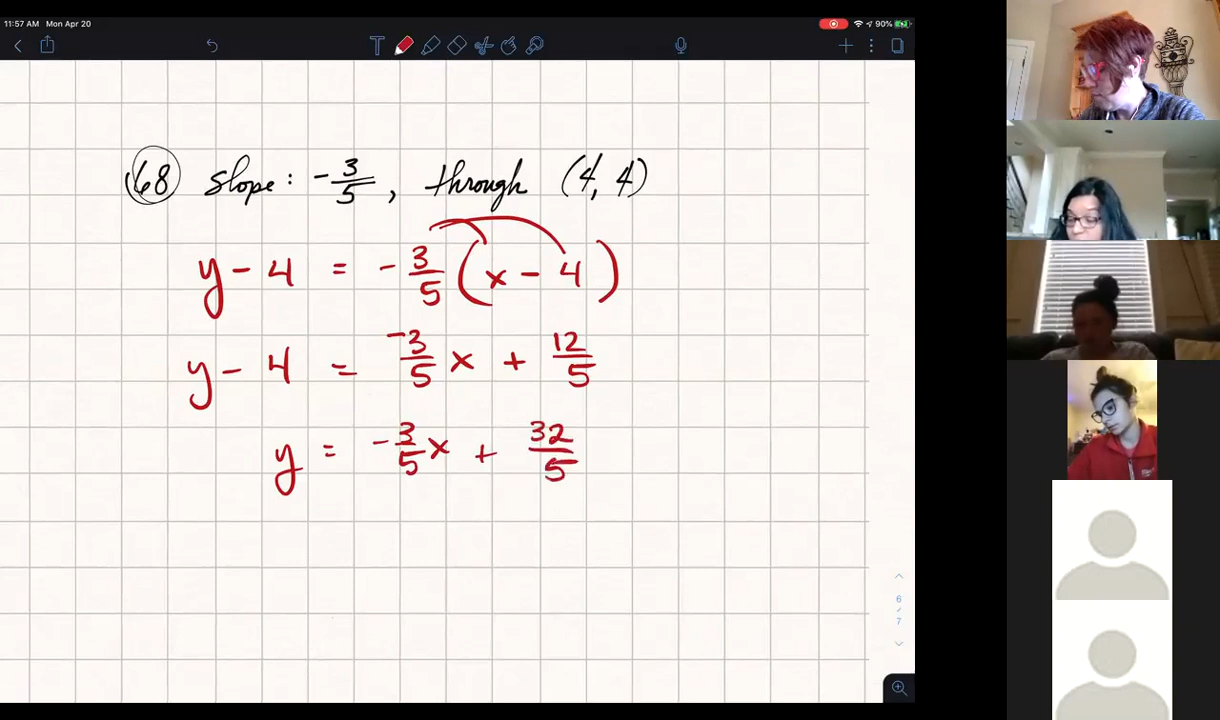 11:57 AM Mon Apr 20
90%
T
68 slope: -3/5, through (4, 4)
y - 4 = -3/5 (x - 4)
y - 4 = -3/5 x + 12/5
y = -3/5 x + 32/5
6
7